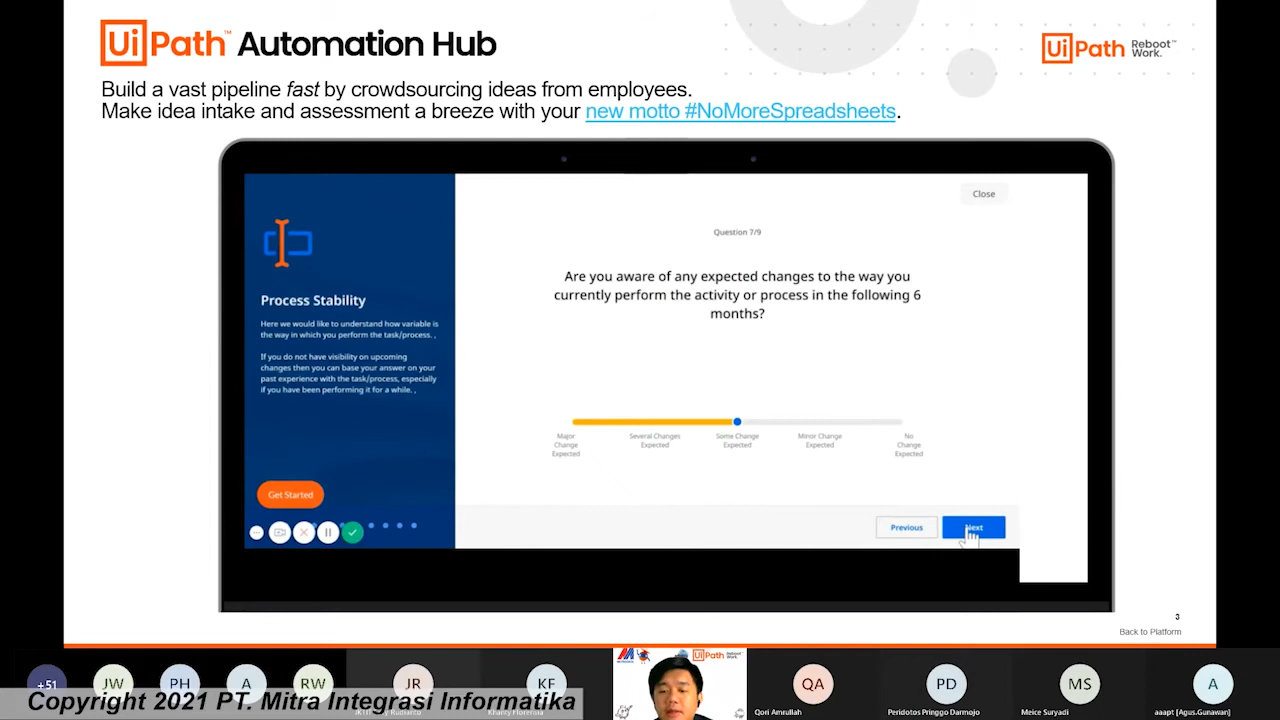 UiPath™ Automation Hub
UiPath Reboot Work.™
Build a vast pipeline fast by crowdsourcing ideas from employees.
Make idea intake and assessment a breeze with your new motto #NoMoreSpreadsheets.
Close
Question 7/9
Are you aware of any expected changes to the way you
currently perform the activity or process in the following 6
months?
Process Stability
Here we would like to understand how variable is
the way in which you perform the task/process. ,
If you do not have visibility on upcoming
changes then you can base your answer on your
past experience with the task/process, especially
if you have been performing it for a while. ,
Major
Change
Expected
Several Changes
Expected
Some Change
Expected
Minor Change
Expected
No
Change
Expected
Get Started
Previous
Next
3
Back to Platform
+51
JW
PH
A
RW
JR
KF
UiPath Reboot Work.
QA
PD
MS
A
Copyright 2021 PT. Mitra Integrasi Informatika
Khanty Florensia
Qori Amrullah
Peridotos Pringgo Darmojo
Meice Suryadi
aaapt [Agus.Gunawan]